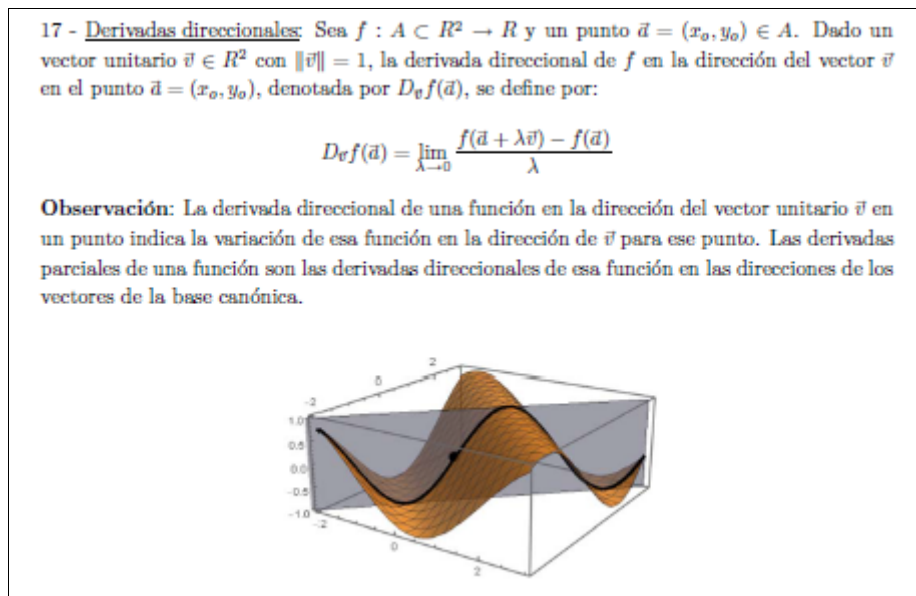 17 - Derivadas direccionales: Sea f : A ⊂ R² → R y un punto a⃗ = (xₒ, yₒ) ∈ A. Dado un
vector unitario v⃗ ∈ R² con ‖v⃗‖ = 1, la derivada direccional de f en la dirección del vector v⃗
en el punto a⃗ = (xₒ, yₒ), denotada por D_v⃗ f(a⃗), se define por:
D_v⃗ f(a⃗) = lim_{λ→0} (f(a⃗ + λv⃗) − f(a⃗)) / λ
Observación: La derivada direccional de una función en la dirección del vector unitario v⃗ en
un punto indica la variación de esa función en la dirección de v⃗ para ese punto. Las derivadas
parciales de una función son las derivadas direccionales de esa función en las direcciones de los
vectores de la base canónica.
-2 0 2
1.0
0.5
0.0
-0.5
-1.0
-2 0 2